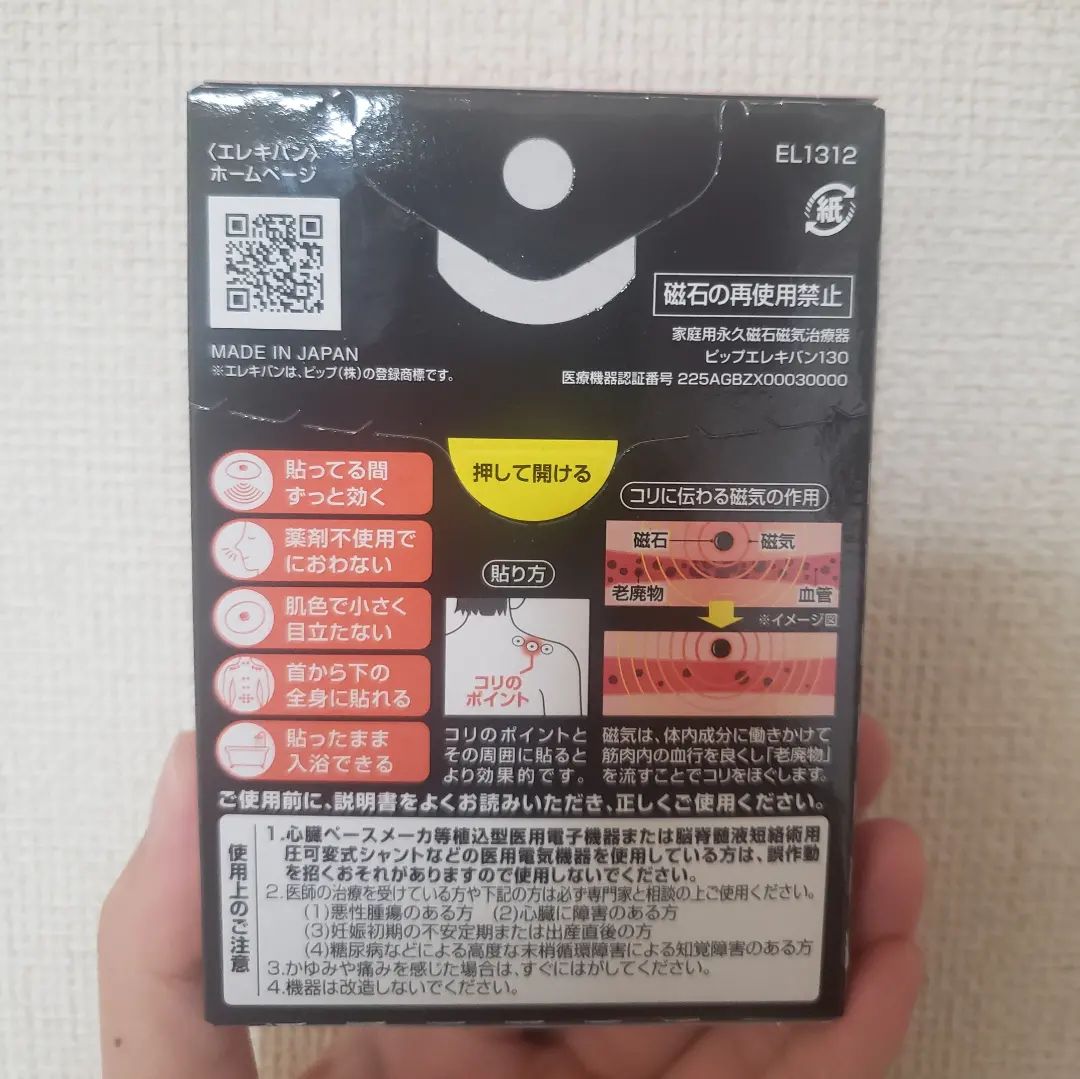 〈エレキバン〉
ホームページ
EL1312
紙
磁石の再使用禁止
家庭用永久磁石磁気治療器
ピップエレキバン130
医療機器認証番号 225AGBZX00030000
MADE IN JAPAN
※エレキバンは、ピップ(株)の登録商標です。
押して開ける
貼ってる間
ずっと効く
薬剤不使用で
におわない
肌色で小さく
目立たない
首から下の
全身に貼れる
貼ったまま
入浴できる
貼り方
コリの
ポイント
コリのポイントと
その周囲に貼ると
より効果的です。
コリに伝わる磁気の作用
磁石
磁気
老廃物
血管
※イメージ図
磁気は、体内成分に働きかけて
筋肉内の血行を良くし「老廃物」
を流すことでコリをほぐします。
ご使用前に、説明書をよくお読みいただき、正しくご使用ください。
使用上のご注意
1.心臓ペースメーカ等植込型医用電子機器または脳脊髄液短絡術用
圧可変式シャントなどの医用電気機器を使用している方は、誤作動
を招くおそれがありますので使用しないでください。
2.医師の治療を受けている方や下記の方は必ず専門家と相談の上ご使用ください。
(1)悪性腫瘍のある方 (2)心臓に障害のある方
(3)妊娠初期の不安定期または出産直後の方
(4)糖尿病などによる高度な末梢循環障害による知覚障害のある方
3.かゆみや痛みを感じた場合は、すぐにはがしてください。
4.機器は改造しないでください。